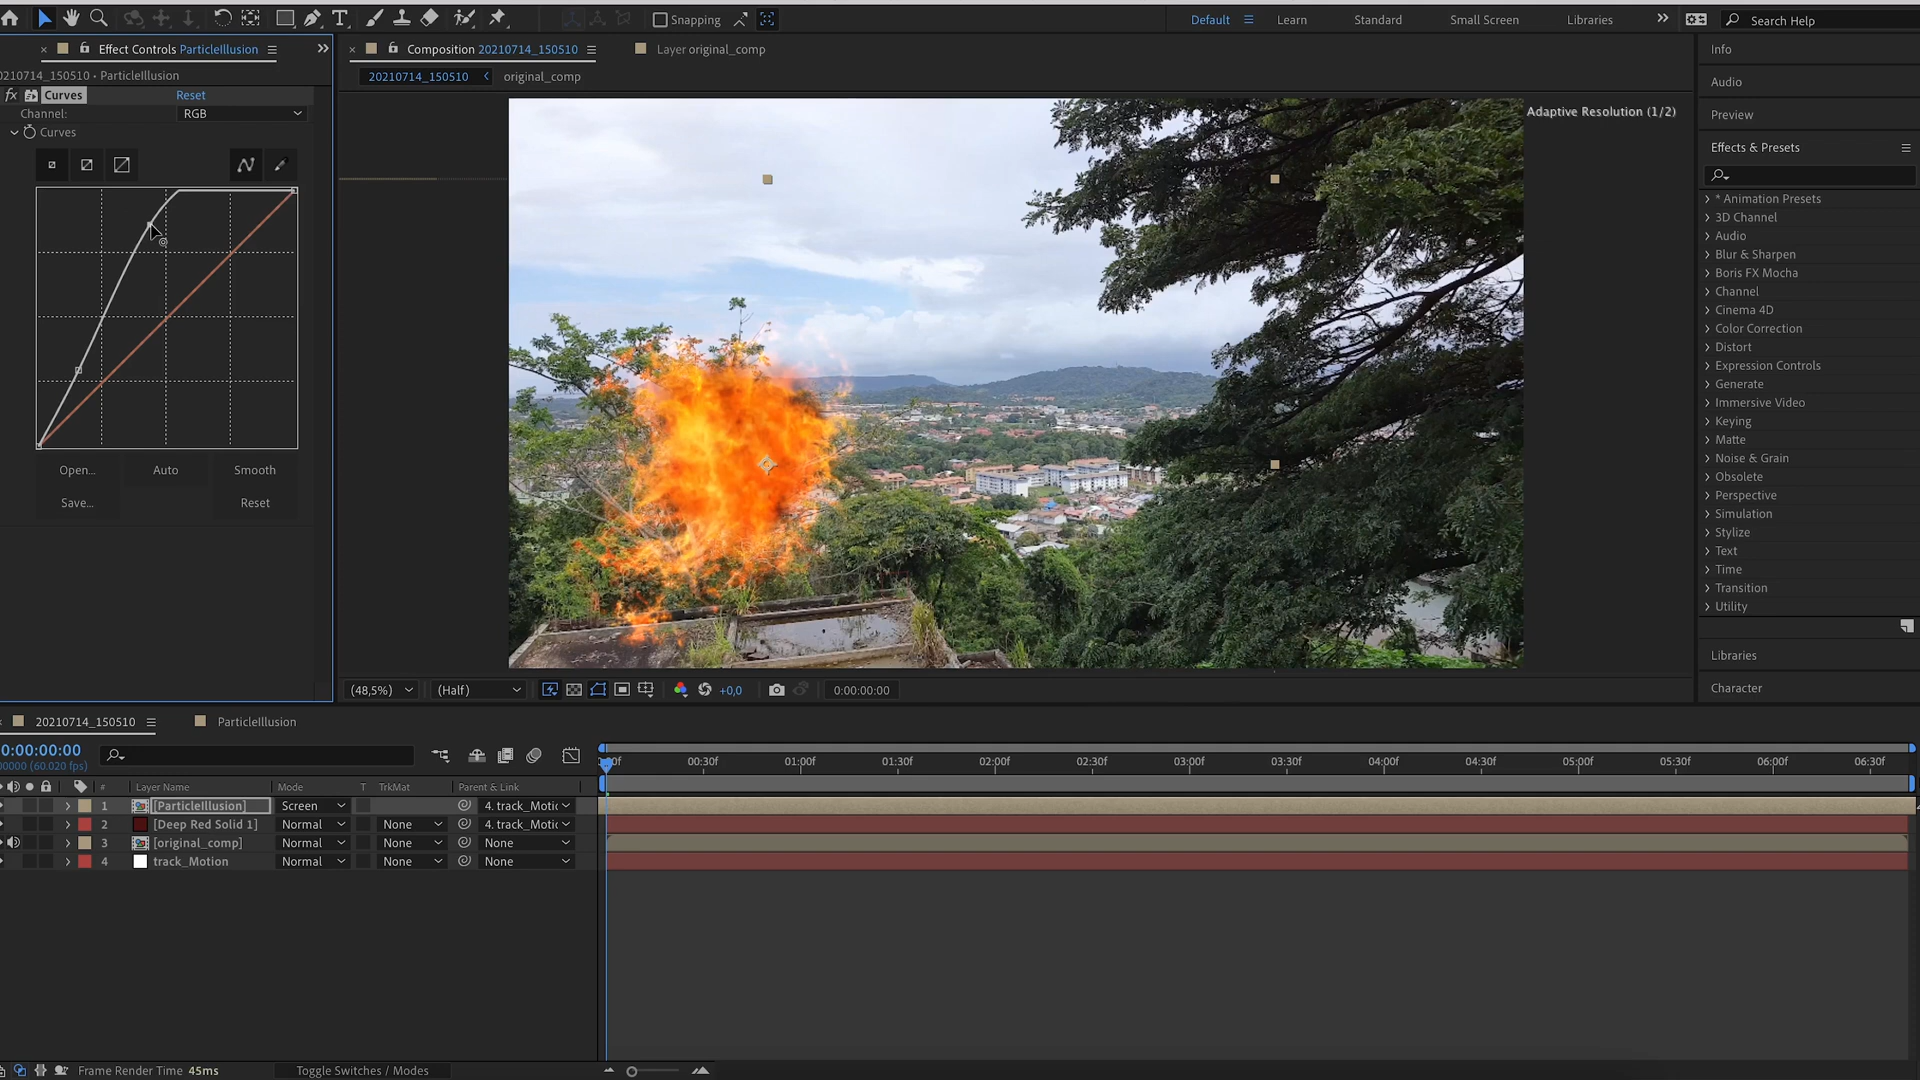 Snapping
Default
Learn
Standard
Small Screen
Libraries
Search Help
Effect Controls ParticleIllusion
Composition 20210714_150510
Layer original_comp
Info
20210714_150510 • ParticleIllusion
20210714_150510
original_comp
fx Curves
Reset
Audio
Channel:
RGB
Adaptive Resolution (1/2)
Preview
Curves
Effects & Presets
* Animation Presets
3D Channel
Audio
Blur & Sharpen
Boris FX Mocha
Channel
Cinema 4D
Color Correction
Distort
Expression Controls
Generate
Immersive Video
Keying
Matte
Noise & Grain
Obsolete
Perspective
Simulation
Stylize
Text
Time
Transition
Utility
Open...
Auto
Smooth
Save...
Reset
Libraries
Character
(48,5%)
(Half)
+0,0
0:00:00:00
20210714_150510
ParticleIllusion
0:00:00:00
00000 (60.020 fps)
00f
00:30f
01:00f
01:30f
02:00f
02:30f
03:00f
03:30f
04:00f
04:30f
05:00f
05:30f
06:00f
06:30f
#
Layer Name
Mode
T
TrkMat
Parent & Link
1 [ParticleIllusion] Screen 4. track_Motic
2 [Deep Red Solid 1] Normal None 4. track_Motic
3 [original_comp] Normal None None
4 track_Motion Normal None None
Frame Render Time 45ms
Toggle Switches / Modes